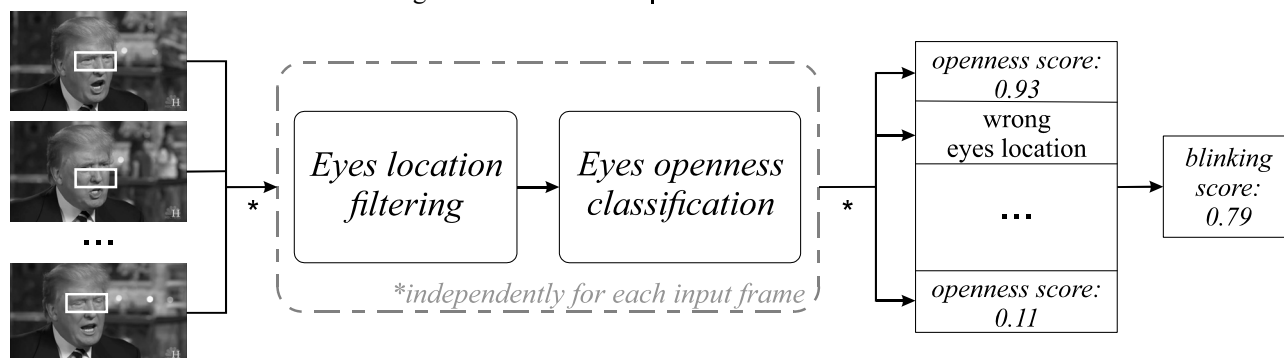 H
H
...
H
*
Eyes location
filtering
Eyes openness
classification
*independently for each input frame
*
openness score:
0.93
wrong
eyes location
...
openness score:
0.11
blinking
score:
0.79